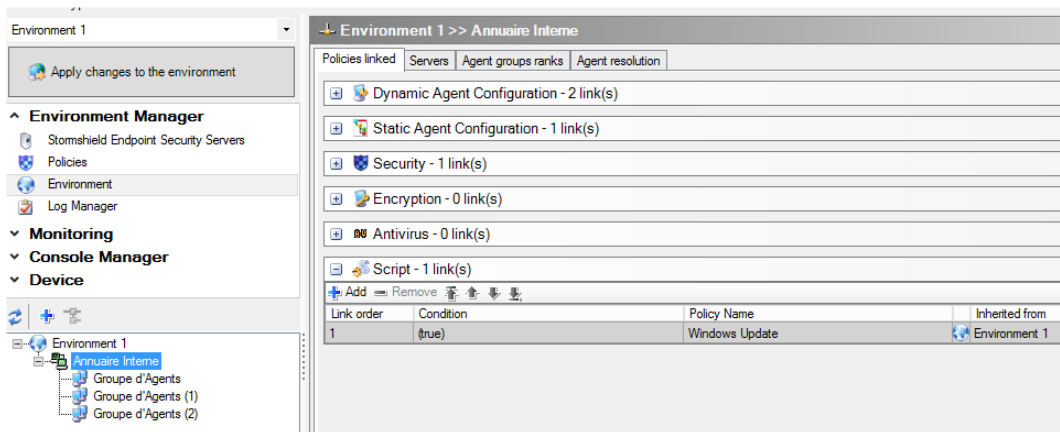 Environment 1
Apply changes to the environment
Environment Manager
Stormshield Endpoint Security Servers
Policies
Environment
Log Manager
Monitoring
Console Manager
Device
Environment 1
Annuaire Interne
Groupe d'Agents
Groupe d'Agents (1)
Groupe d'Agents (2)
Environment 1 >> Annuaire Interne
Policies linked Servers Agent groups ranks Agent resolution
Dynamic Agent Configuration - 2 link(s)
Static Agent Configuration - 1 link(s)
Security - 1 link(s)
Encryption - 0 link(s)
Antivirus - 0 link(s)
Script - 1 link(s)
Add Remove
Link order Condition Policy Name Inherited from
1 (true) Windows Update Environment 1